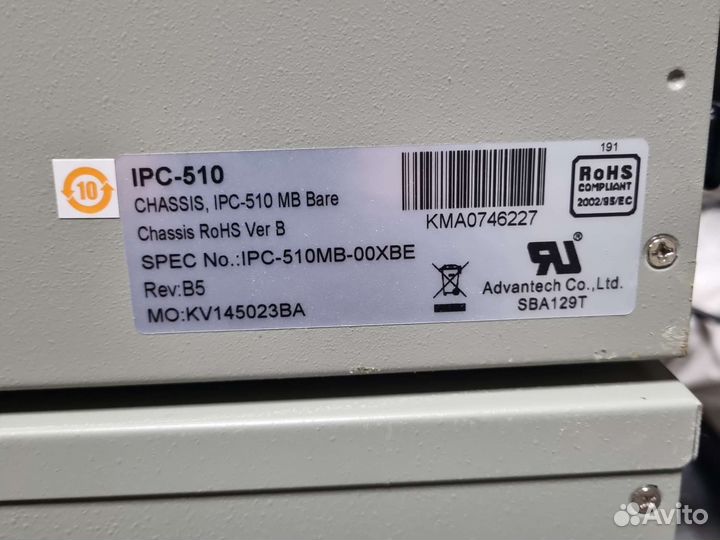 10
IPC-510
CHASSIS, IPC-510 MB Bare
Chassis RoHS Ver B
SPEC No.:IPC-510MB-00XBE
Rev:B5
MO:KV145023BA
KMA0746227
191
RoHS
COMPLIANT
2002/95/EC
RU
Advantech Co.,Ltd.
SBA129T
Avito